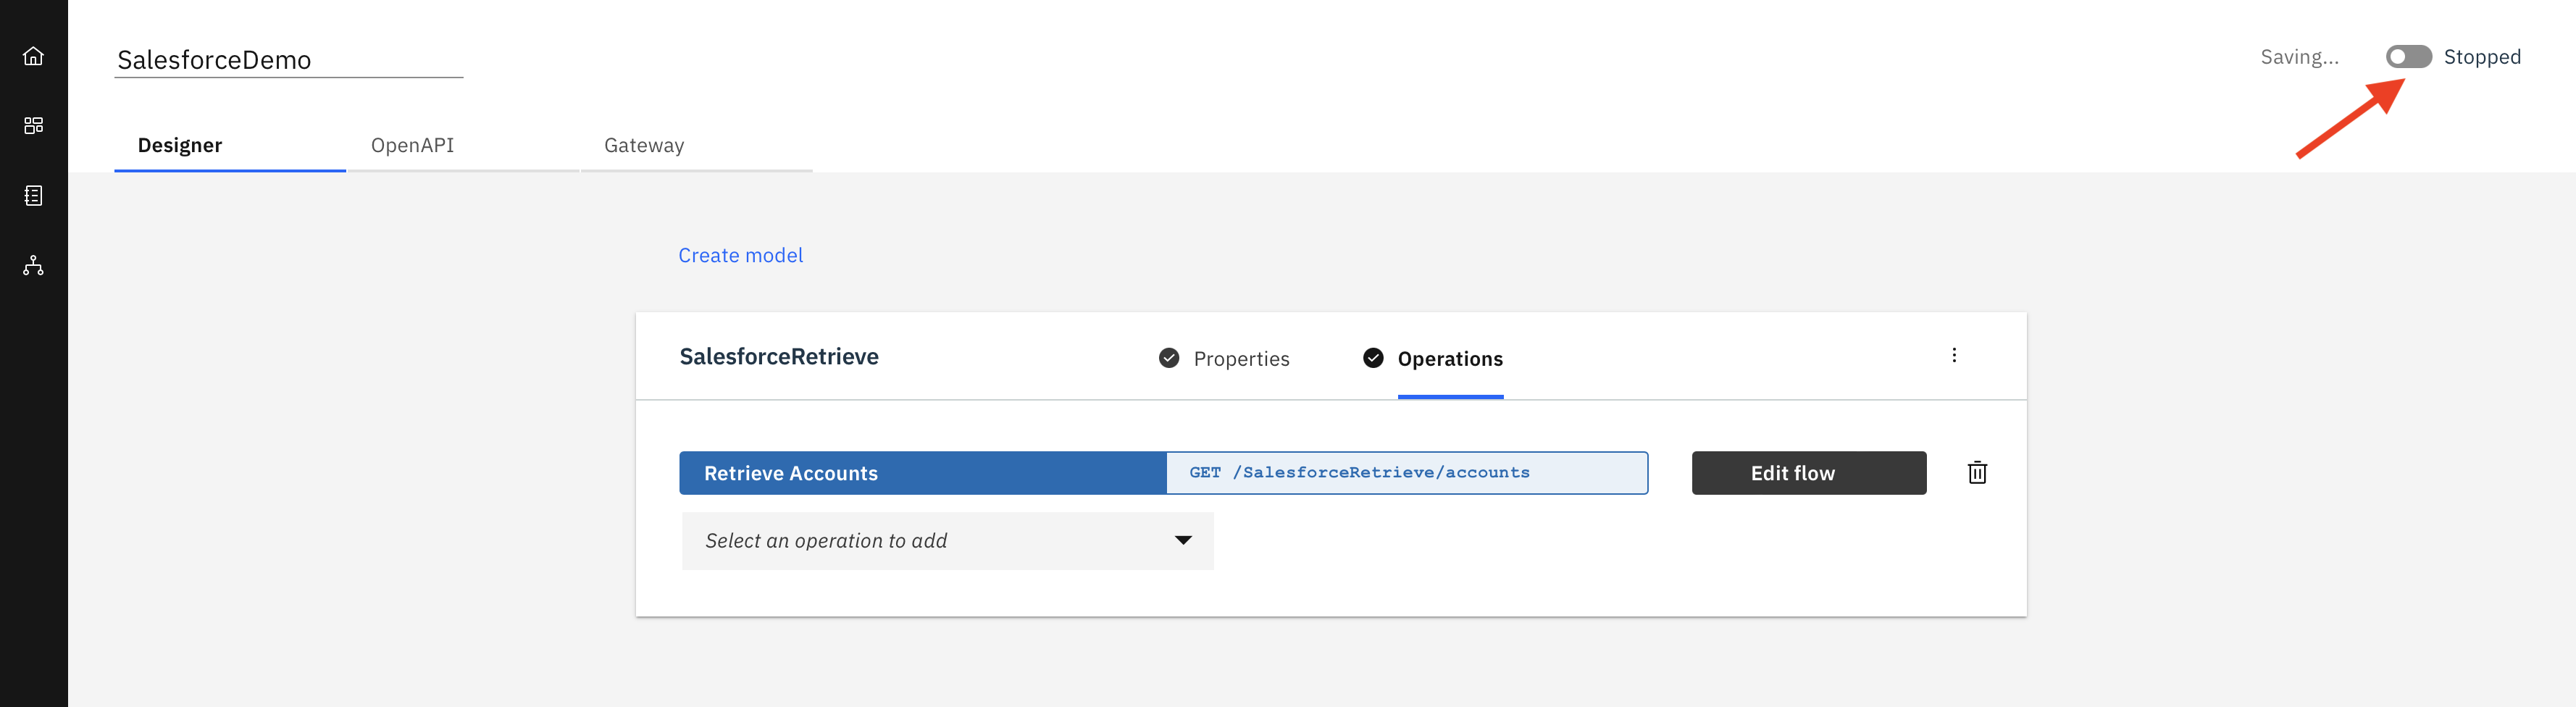 SalesforceDemo
Saving...
Stopped
Designer
OpenAPI
Gateway
Create model
SalesforceRetrieve
Properties
Operations
Retrieve Accounts
GET /SalesforceRetrieve/accounts
Edit flow
Select an operation to add